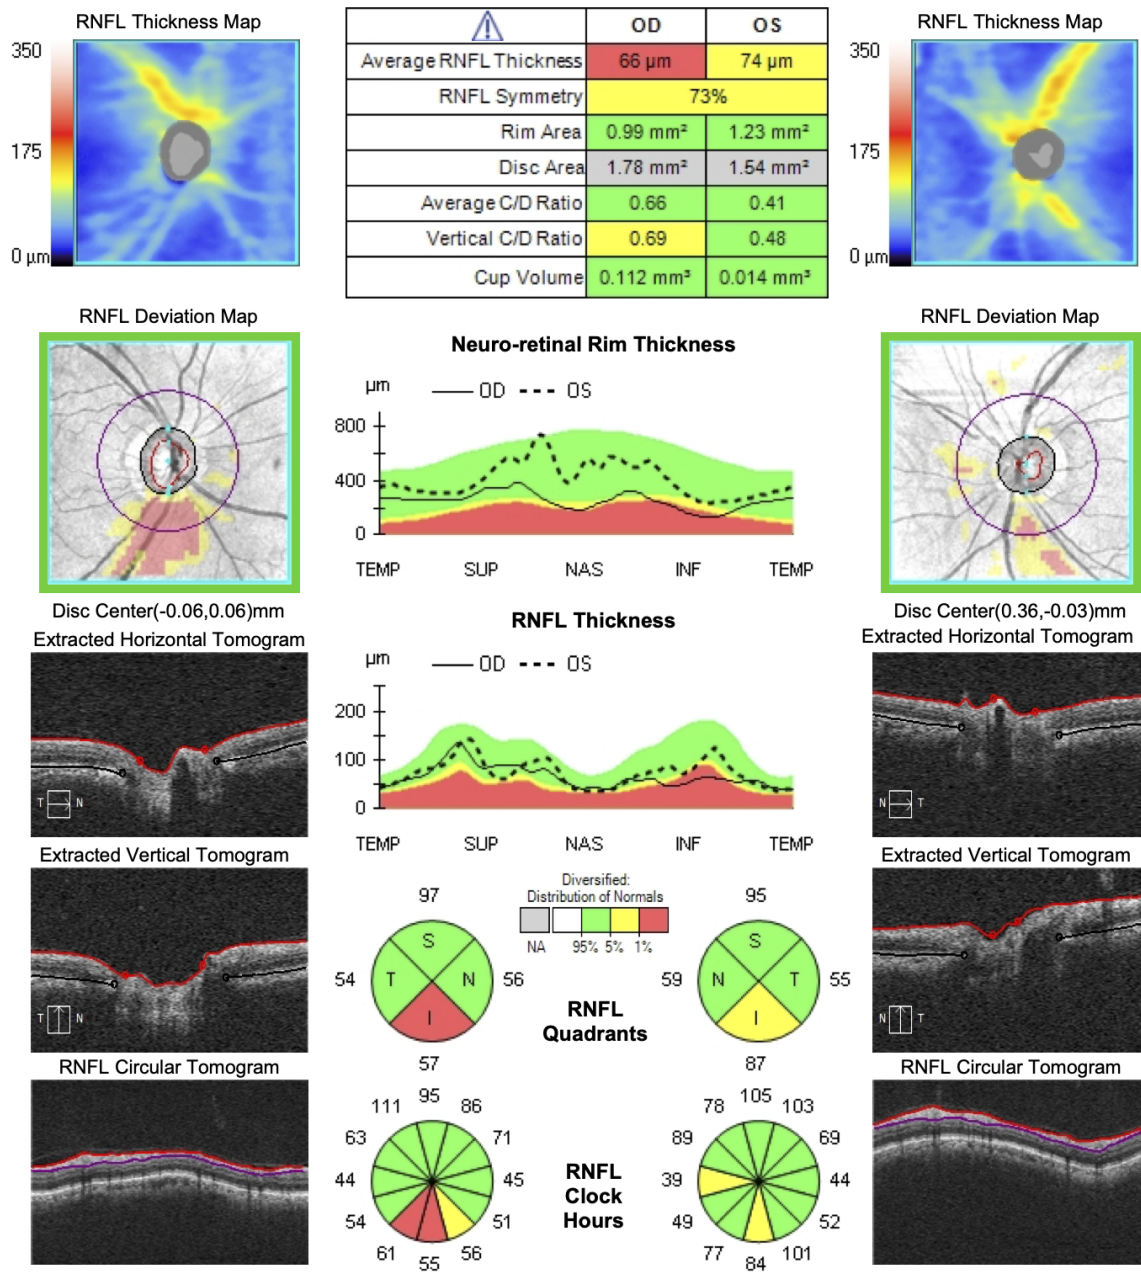 RNFL Thickness Map
350
175
0 µm
OD
OS
Average RNFL Thickness
66 µm
74 µm
RNFL Symmetry
73%
Rim Area
0.99 mm²
1.23 mm²
Disc Area
1.78 mm²
1.54 mm²
Average C/D Ratio
0.66
0.41
Vertical C/D Ratio
0.69
0.48
Cup Volume
0.112 mm³
0.014 mm³
RNFL Thickness Map
350
175
0 µm
RNFL Deviation Map
Disc Center(-0.06,0.06)mm
Neuro-retinal Rim Thickness
µm
OD
OS
800
400
0
TEMP
SUP
NAS
INF
TEMP
RNFL Deviation Map
Disc Center(0.36,-0.03)mm
Extracted Horizontal Tomogram
T
N
RNFL Thickness
µm
OD
OS
200
100
0
TEMP
SUP
NAS
INF
TEMP
Extracted Horizontal Tomogram
N
T
Extracted Vertical Tomogram
T
N
Diversified:
Distribution of Normals
NA
95%
5%
1%
97
S
54
T
N
56
I
57
RNFL
Quadrants
95
S
59
N
T
55
I
87
Extracted Vertical Tomogram
N
T
RNFL Circular Tomogram
95
111
86
63
71
44
45
54
51
61
56
55
RNFL
Clock
Hours
105
78
103
89
69
39
44
49
52
77
101
84
RNFL Circular Tomogram